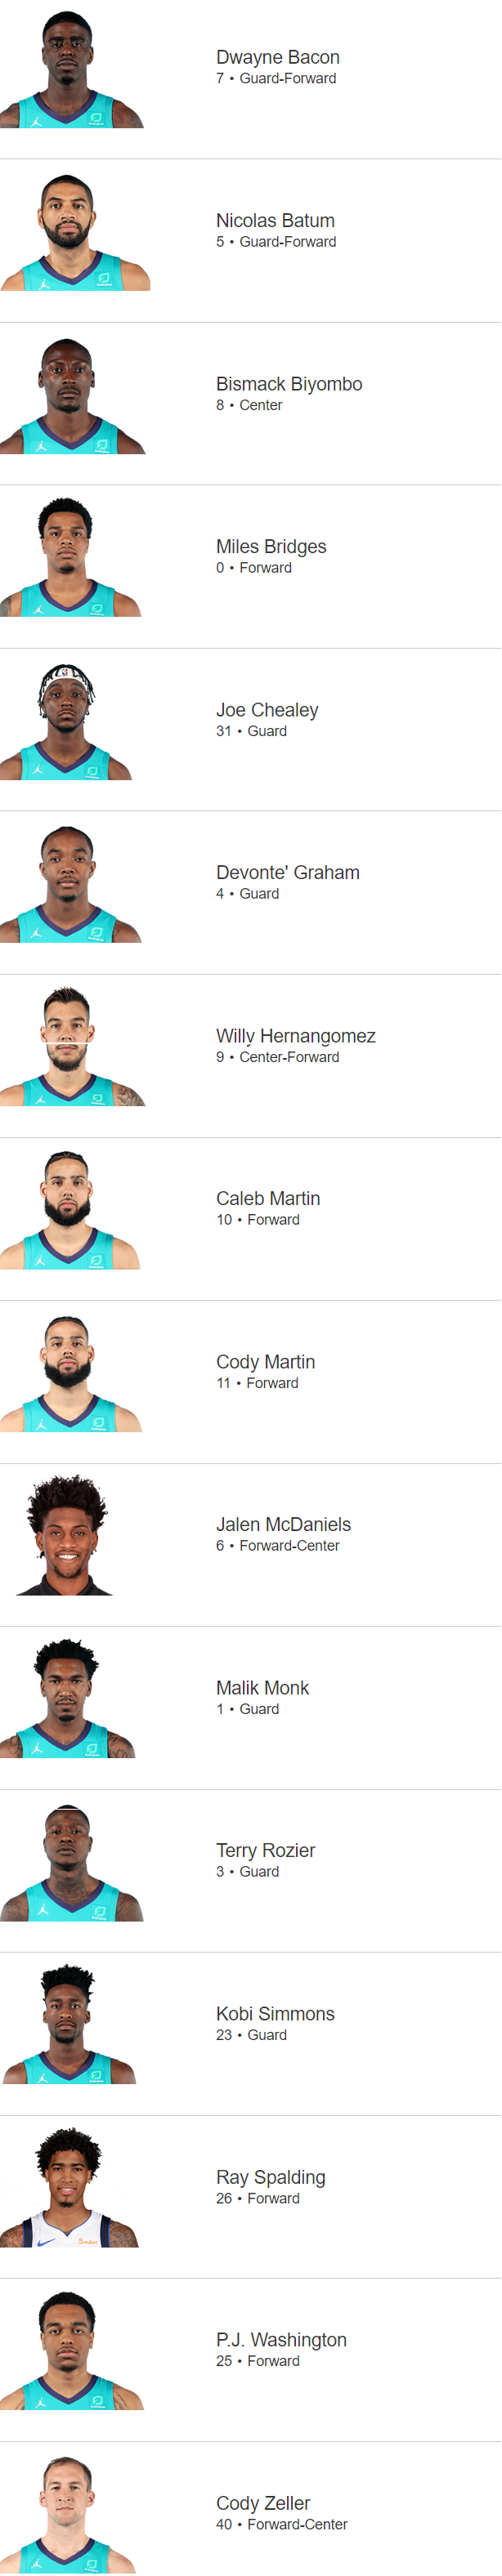 Dwayne Bacon
7 • Guard-Forward
Nicolas Batum
5 • Guard-Forward
Bismack Biyombo
8 • Center
Miles Bridges
0 • Forward
Joe Chealey
31 • Guard
Devonte' Graham
4 • Guard
Willy Hernangomez
9 • Center-Forward
Caleb Martin
10 • Forward
Cody Martin
11 • Forward
Jalen McDaniels
6 • Forward-Center
Malik Monk
1 • Guard
Terry Rozier
3 • Guard
Kobi Simmons
23 • Guard
Ray Spalding
26 • Forward
P.J. Washington
25 • Forward
Cody Zeller
40 • Forward-Center